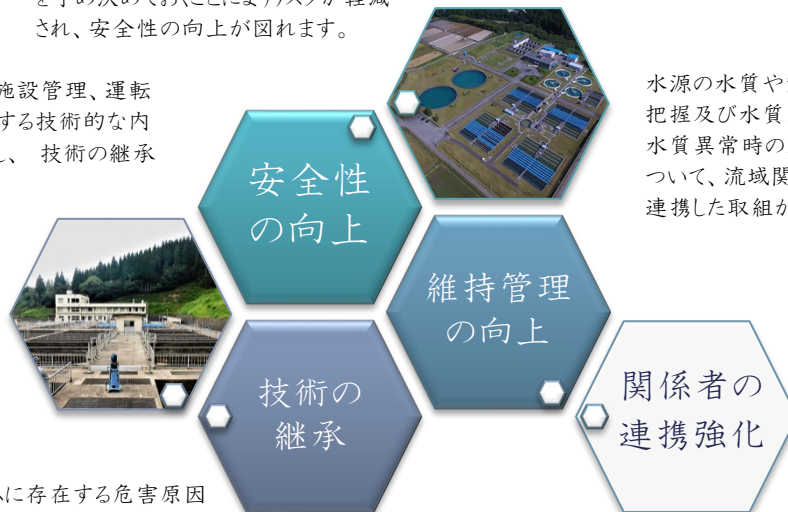 され、安全性の向上が図れます。
施設管理、運転
する技術的な内
し、 技術の継承
水源の水質や
把握及び水質
水質異常時の
ついて、流域関
連携した取組が
安全性
の向上
維持管理
の向上
技術の
継承
関係者の
連携強化
に存在する危害原因